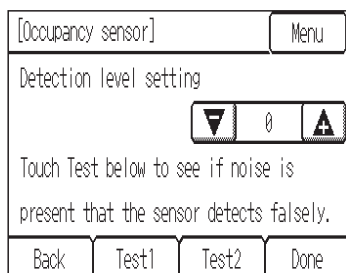 [Occupancy sensor] Menu
Detection level setting
0
Touch Test below to see if noise is
present that the sensor detects falsely.
Back Test1 Test2 Done